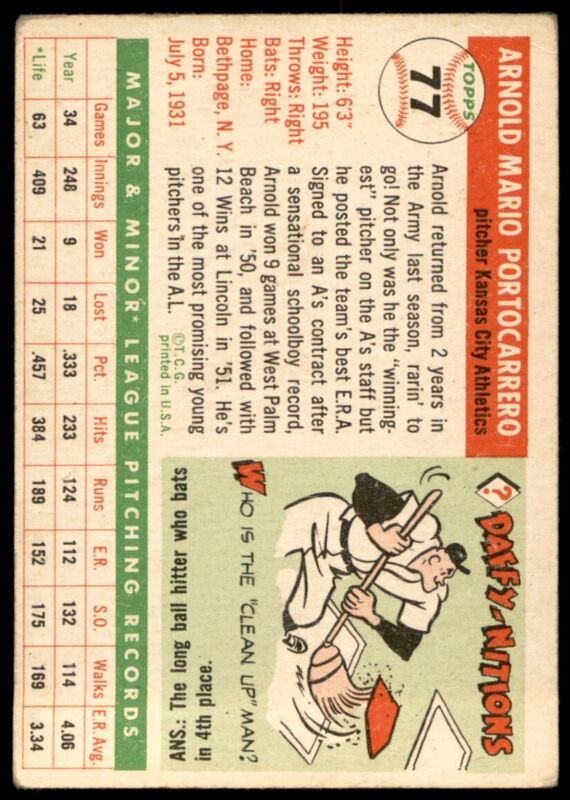 TOPPS
77
ARNOLD MARIO PORTOCARRERO
pitcher Kansas City Athletics
Height: 6'3"
Weight: 195
Throws: Right
Bats: Right
Home:
Bethpage, N. Y.
Born:
July 5, 1931
Arnold returned from 2 years in
the Army last season, rarin' to
go! Not only was he the "winning-
est" pitcher on the A's staff but
he posted the team's best E.R.A.
Signed to an A's contract after
a sensational schoolboy record,
Arnold won 9 games at West Palm
Beach in '50, and followed with
12 Wins at Lincoln in '51. He's
one of the most promising young
pitchers in the A.L.
©T.C.G.
printed in U.S.A.
? DAFFY-NITIONS
WHO IS THE "CLEAN UP" MAN?
ANS.: The long ball hitter who bats
in 4th place.
MAJOR & MINOR* LEAGUE PITCHING RECORDS
Games Innings Won Lost Pct. Hits Runs E.R. S.O. Walks E.R.Avg.
Year 34 248 9 18 .333 233 124 112 132 114 4.06
*Life 63 409 21 25 .457 384 189 152 175 169 3.34